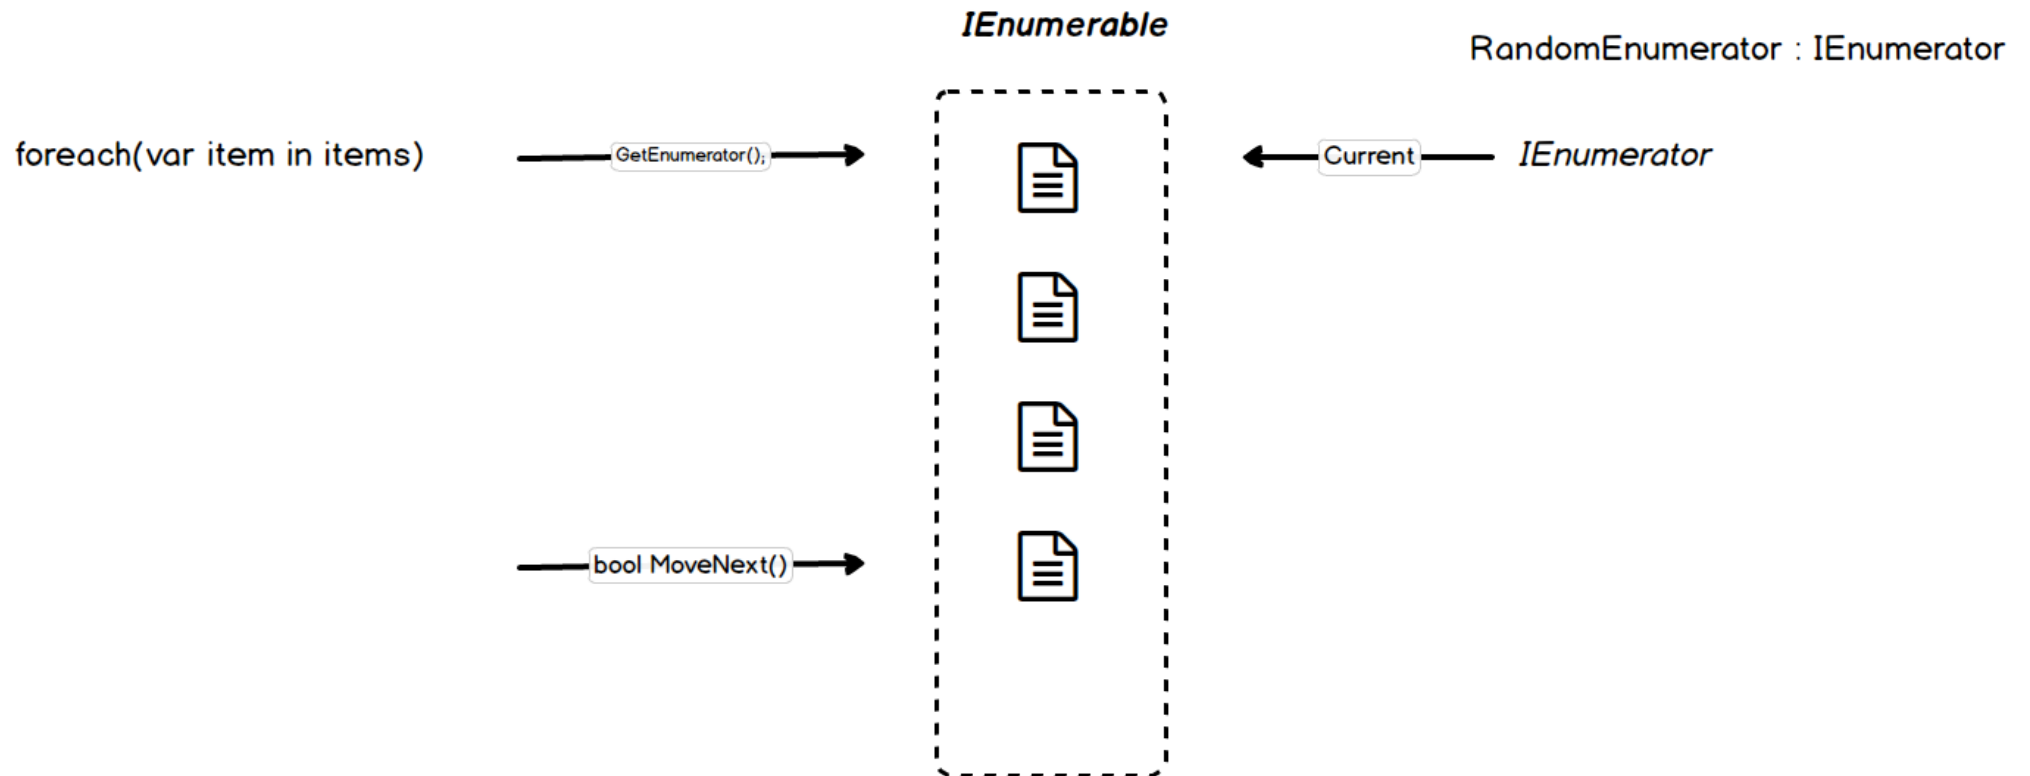 IEnumerable
RandomEnumerator : IEnumerator
foreach(var item in items)
GetEnumerator();
Current
IEnumerator
bool MoveNext()